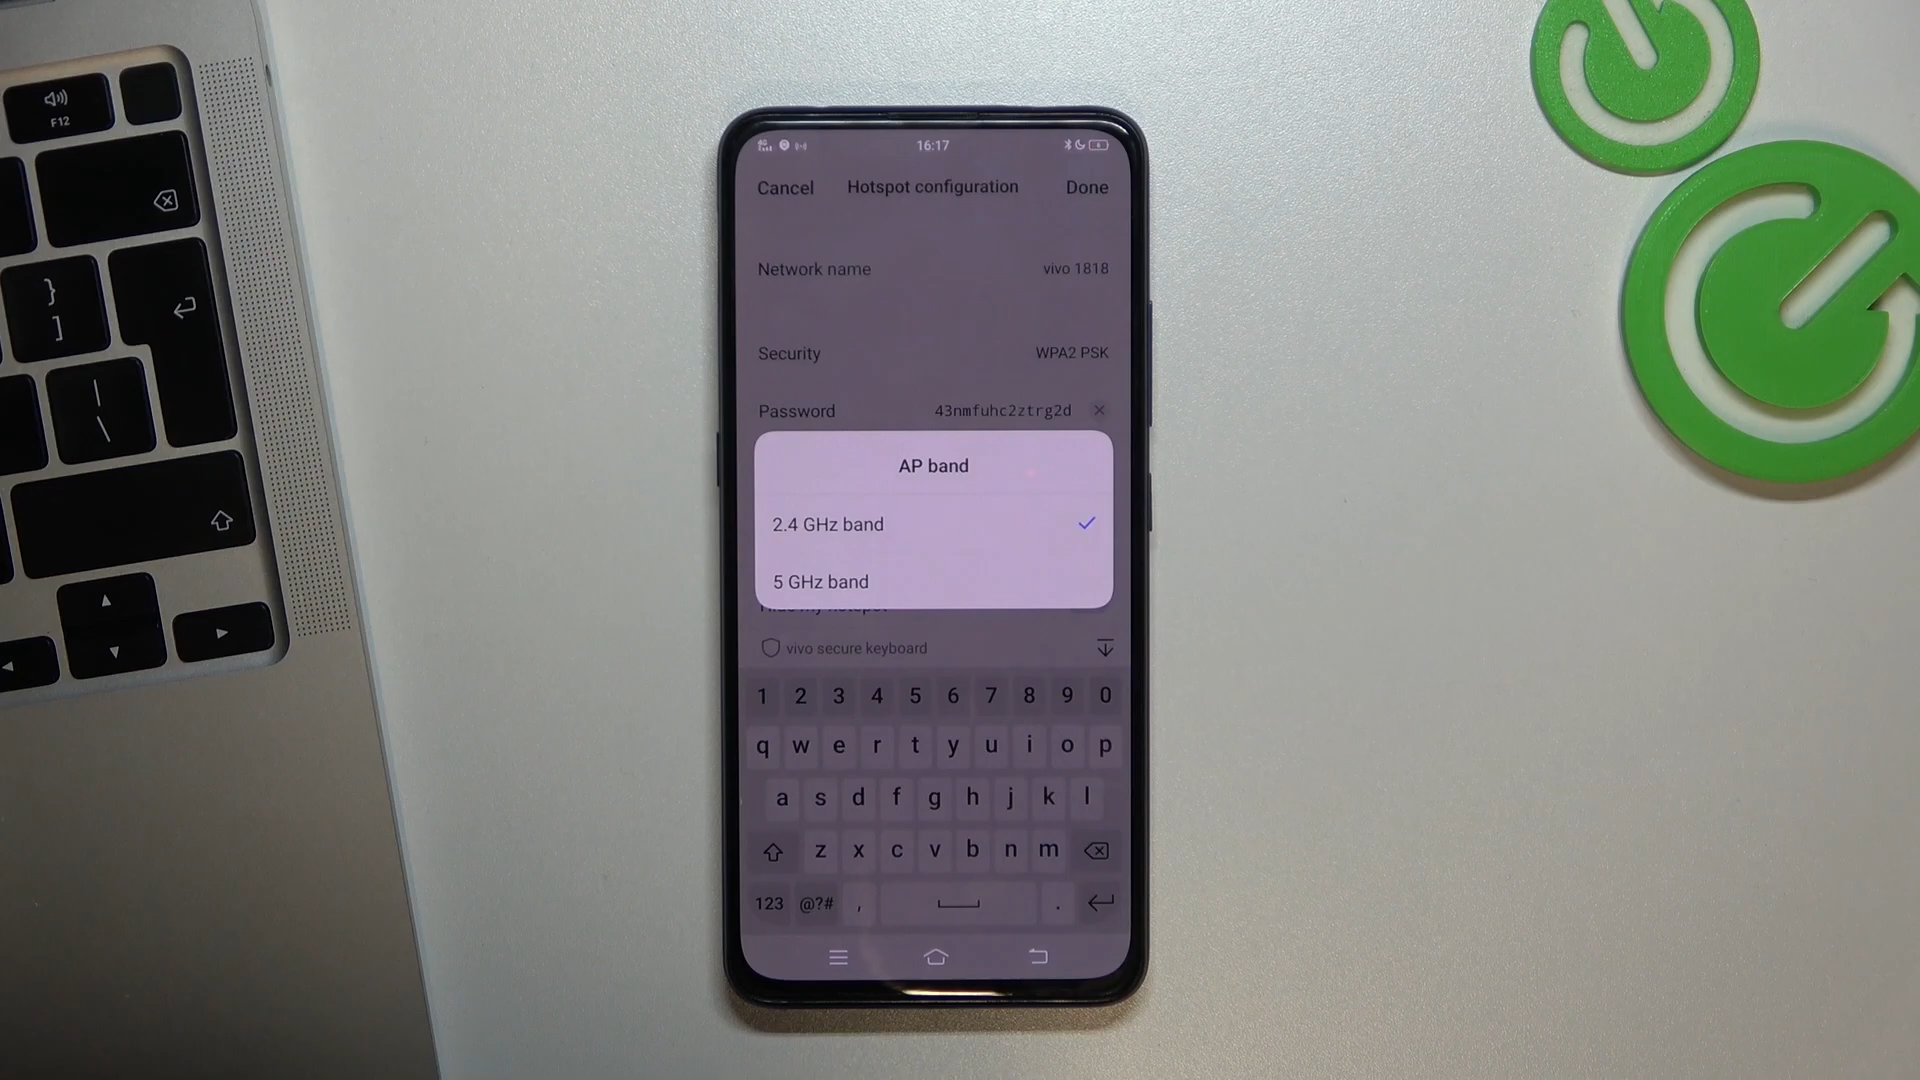 F12
}
]
|
\
16:17
Cancel Hotspot configuration Done
Network name vivo 1818
Security WPA2 PSK
Password 43nmfuhc2ztrg2d
AP band
2.4 GHz band
5 GHz band
vivo secure keyboard
1 2 3 4 5 6 7 8 9 0
q w e r t y u i o p
a s d f g h j k l
z x c v b n m
123 @?# , .